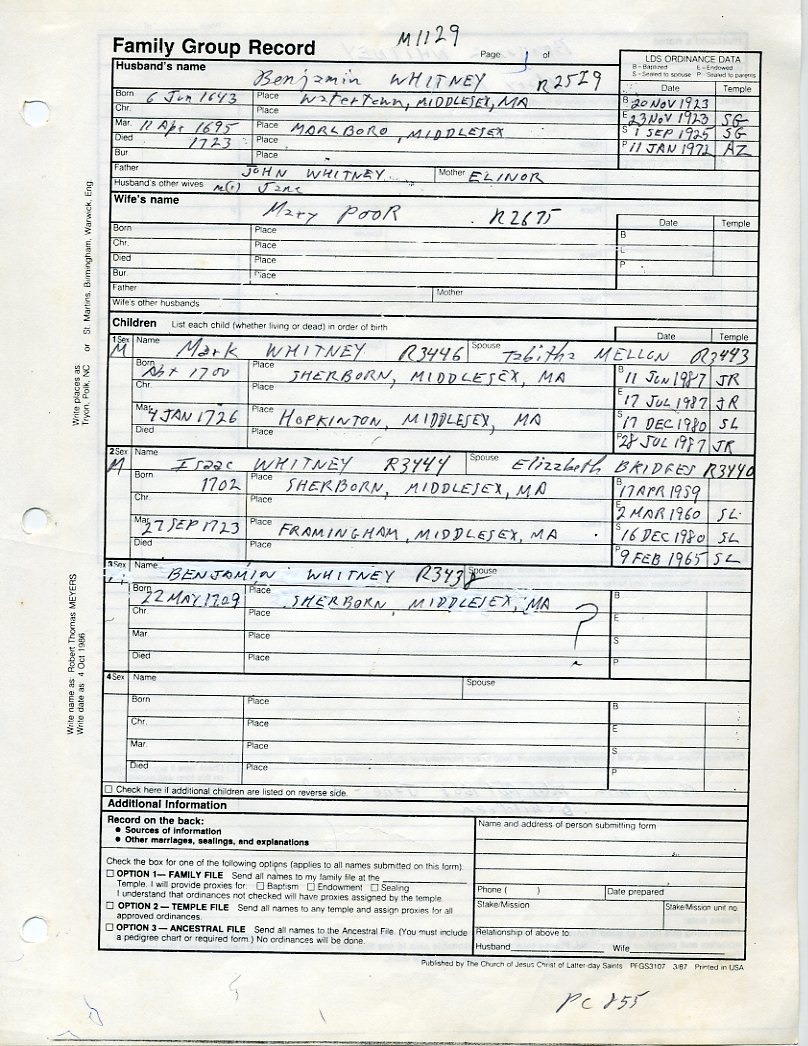 M1129
Family Group Record
Page 1 of
LDS ORDINANCE DATA
B - Baptized E - Endowed
S - Sealed to spouse P - Sealed to parents
Husband's name
Benjamin WHITNEY R25I9
Date Temple
Born 6 Jun 1643 Place Watertown, MIDDLESEX, MA B 20 NOV 1923
Chr. Place E 23 NOV 1923 SG
Mar. 11 Apr 1695 Place MARLBORO, MIDDLESEX S 1 SEP 1925 SG
Died 1723 Place P 11 JAN 1972 AZ
Bur Place
Father JOHN WHITNEY Mother ELINOR
Husband's other wives m(1) Jane
Wife's name
Mary POOR R2675
Date Temple
Born Place B
Chr. Place
Died Place P
Bur. Place
Father Mother
Wife's other husbands
Children List each child (whether living or dead) in order of birth
Date Temple
1 Sex M Name Mark WHITNEY R3446 Spouse Tabitha MELLON R3443
Born Abt 1700 Place SHERBORN, MIDDLESEX, MA B 11 JUN 1987 JR
Chr. E 17 JUL 1987 JR
Mar. 4 JAN 1726 Place HOPKINTON, MIDDLESEX, MA S 17 DEC 1980 SL
Died P 28 JUL 1987 JR
2 Sex M Name Isaac WHITNEY R3444 Spouse Elizabeth BRIDGES R3440
Born 1702 Place SHERBORN, MIDDLESEX, MA B 17 APR 1959
Chr. E 2 MAR 1960 SL
Mar. 27 SEP 1723 Place FRAMINGHAM, MIDDLESEX, MA S 16 DEC 1980 SL
Died Place P 9 FEB 1965 SL
3 Sex Name BENJAMIN WHITNEY R3438 Spouse
Born 22 MAY 1709 Place SHERBORN, MIDDLESEX, MA ? B
Chr. Place E
Mar. Place S
Died Place P
4 Sex Name Spouse
Born Place B
Chr. Place E
Mar. Place S
Died Place P
☐ Check here if additional children are listed on reverse side.
Additional Information
Record on the back:
● Sources of information
● Other marriages, sealings, and explanations
Check the box for one of the following options (applies to all names submitted on this form).
☐ OPTION 1— FAMILY FILE Send all names to my family file at the
Temple. I will provide proxies for: ☐ Baptism ☐ Endowment ☐ Sealing
I understand that ordinances not checked will have proxies assigned by the temple.
☐ OPTION 2 — TEMPLE FILE Send all names to any temple and assign proxies for all
approved ordinances.
☐ OPTION 3 — ANCESTRAL FILE Send all names to the Ancestral File. (You must include
a pedigree chart or required form.) No ordinances will be done.
Name and address of person submitting form
Phone ( ) Date prepared
Stake/Mission Stake/Mission unit no.
Relationship of above to:
Husband Wife
Published by The Church of Jesus Christ of Latter-day Saints PFGS3107 3/87 Printed in USA
PC 855
Write places as
Tryon, Polk, NC or St. Martins, Birmingham, Warwick, Eng.
Write name as Robert Thomas MEYERS
Write date as 4 Oct 1986